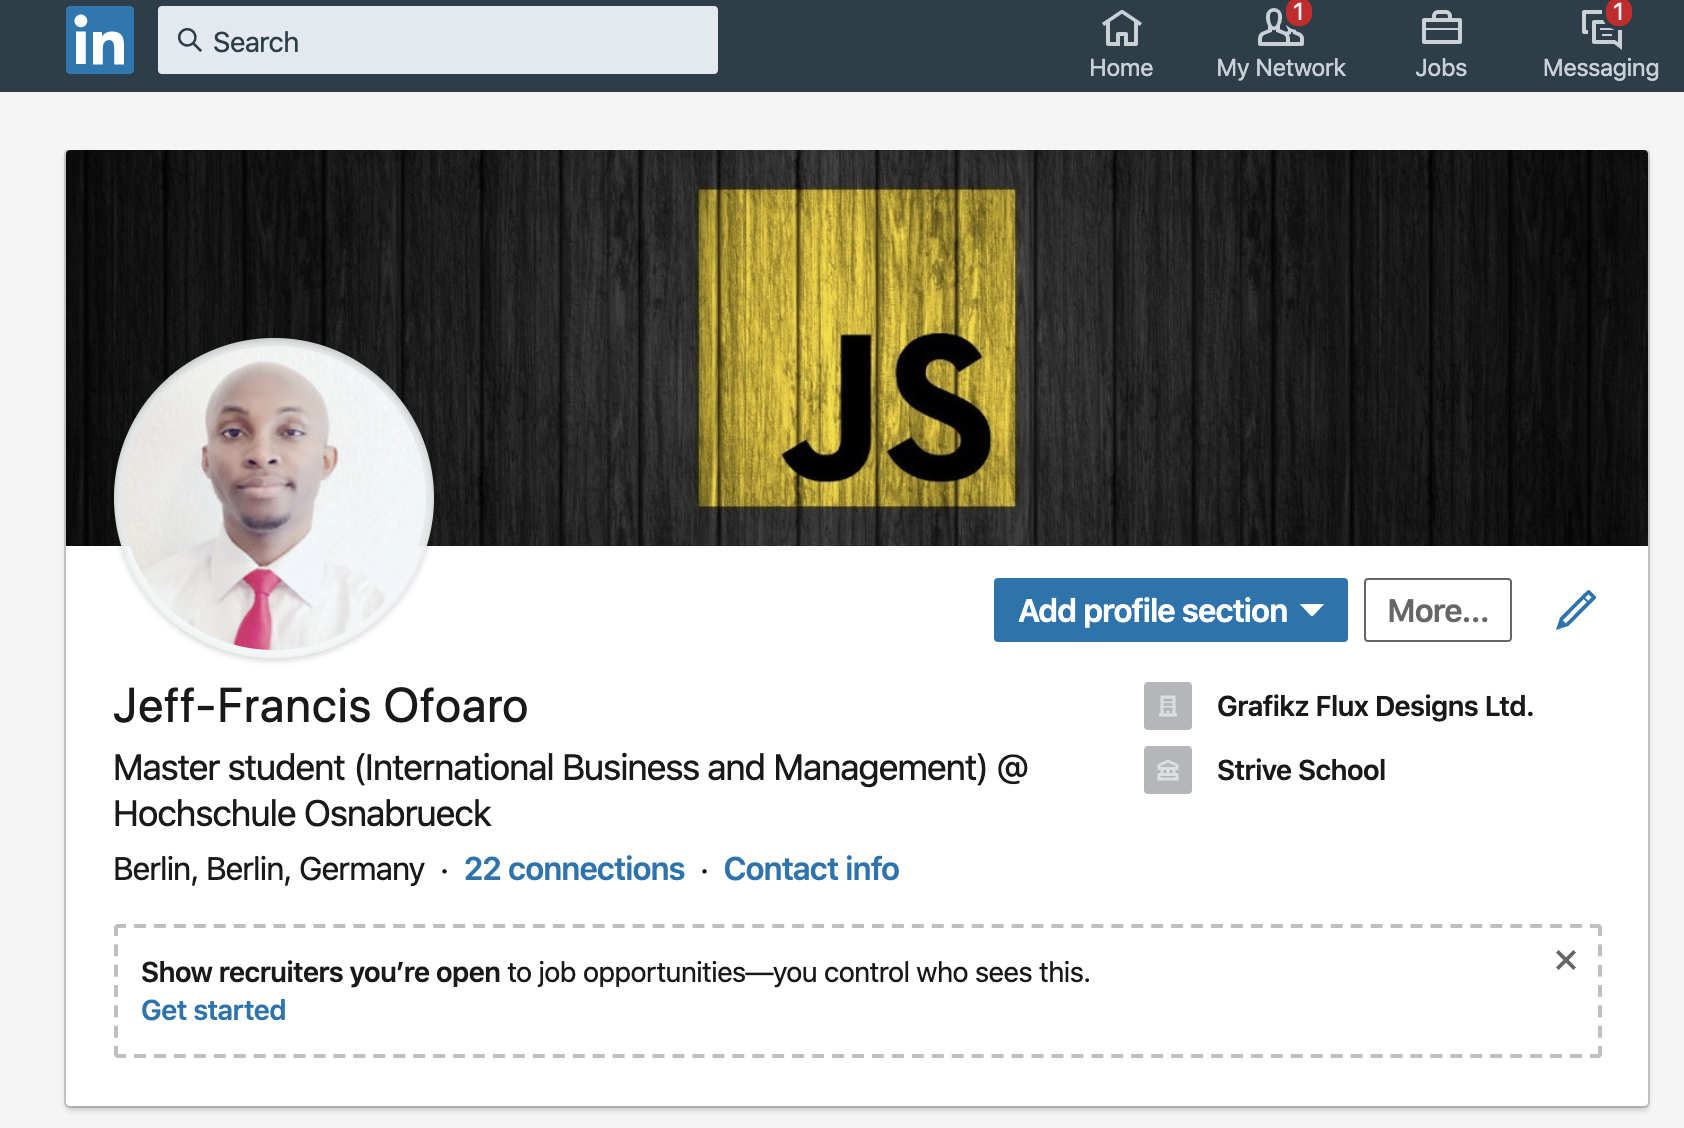 in
Search
Home
1
My Network
Jobs
1
Messaging
JS
Add profile section
More...
Jeff-Francis Ofoaro
Master student (International Business and Management) @
Hochschule Osnabrueck
Berlin, Berlin, Germany · 22 connections · Contact info
Grafikz Flux Designs Ltd.
Strive School
Show recruiters you’re open to job opportunities—you control who sees this.
Get started